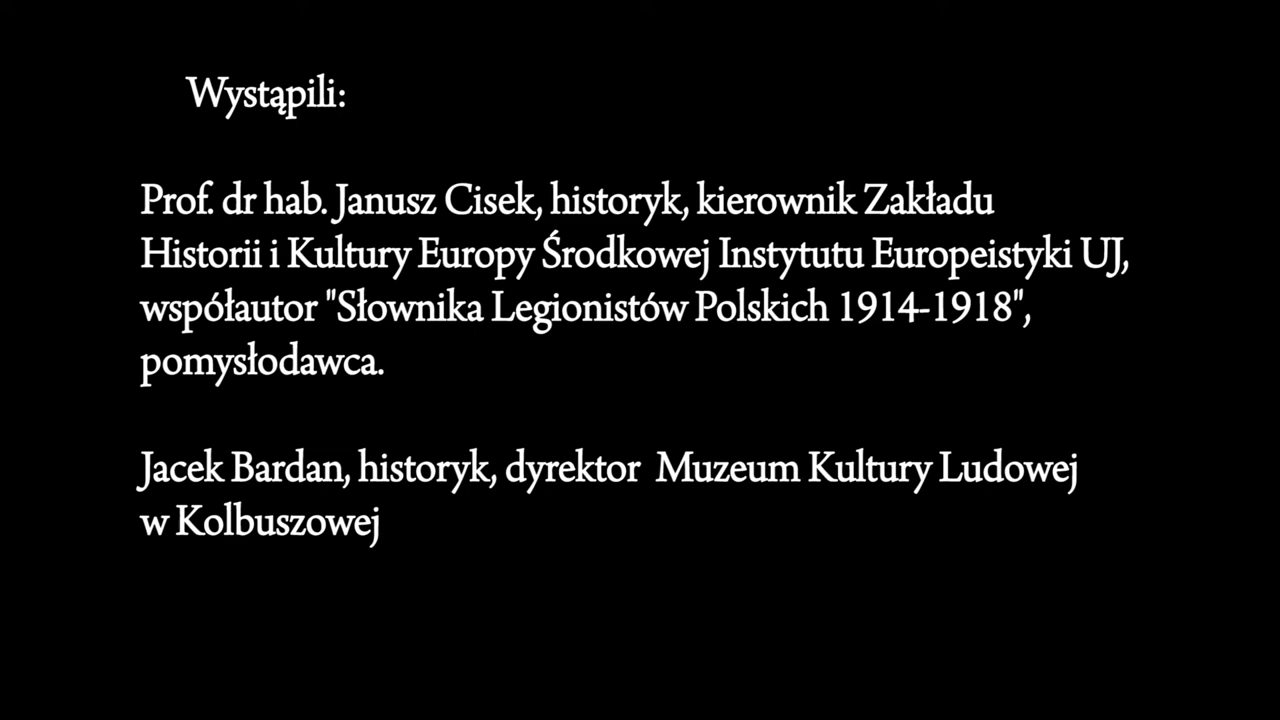 Wystąpili:
Prof. dr hab. Janusz Cisek, historyk, kierownik Zakładu
Historii i Kultury Europy Środkowej Instytutu Europeistyki UJ,
współautor "Słownika Legionistów Polskich 1914-1918",
pomysłodawca.
Jacek Bardan, historyk, dyrektor  Muzeum Kultury Ludowej
w Kolbuszowej